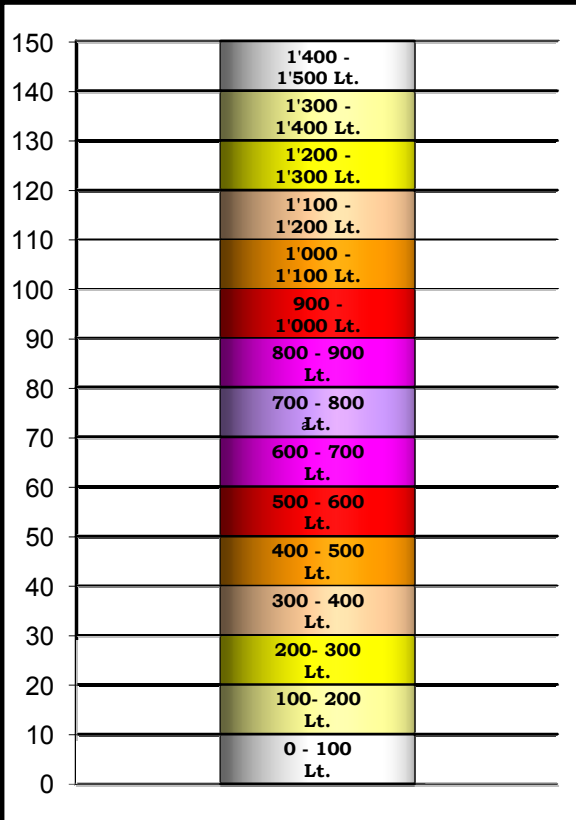 150
1'400 -
1'500 Lt.
140
1'300 -
1'400 Lt.
130
1'200 -
1'300 Lt.
120
1'100 -
1'200 Lt.
110
1'000 -
1'100 Lt.
100
900 -
1'000 Lt.
90
800 - 900
Lt.
80
700 - 800
Lt.
70
600 - 700
Lt.
60
500 - 600
Lt.
50
400 - 500
Lt.
40
300 - 400
Lt.
30
200- 300
Lt.
20
100- 200
Lt.
10
0 - 100
Lt.
0